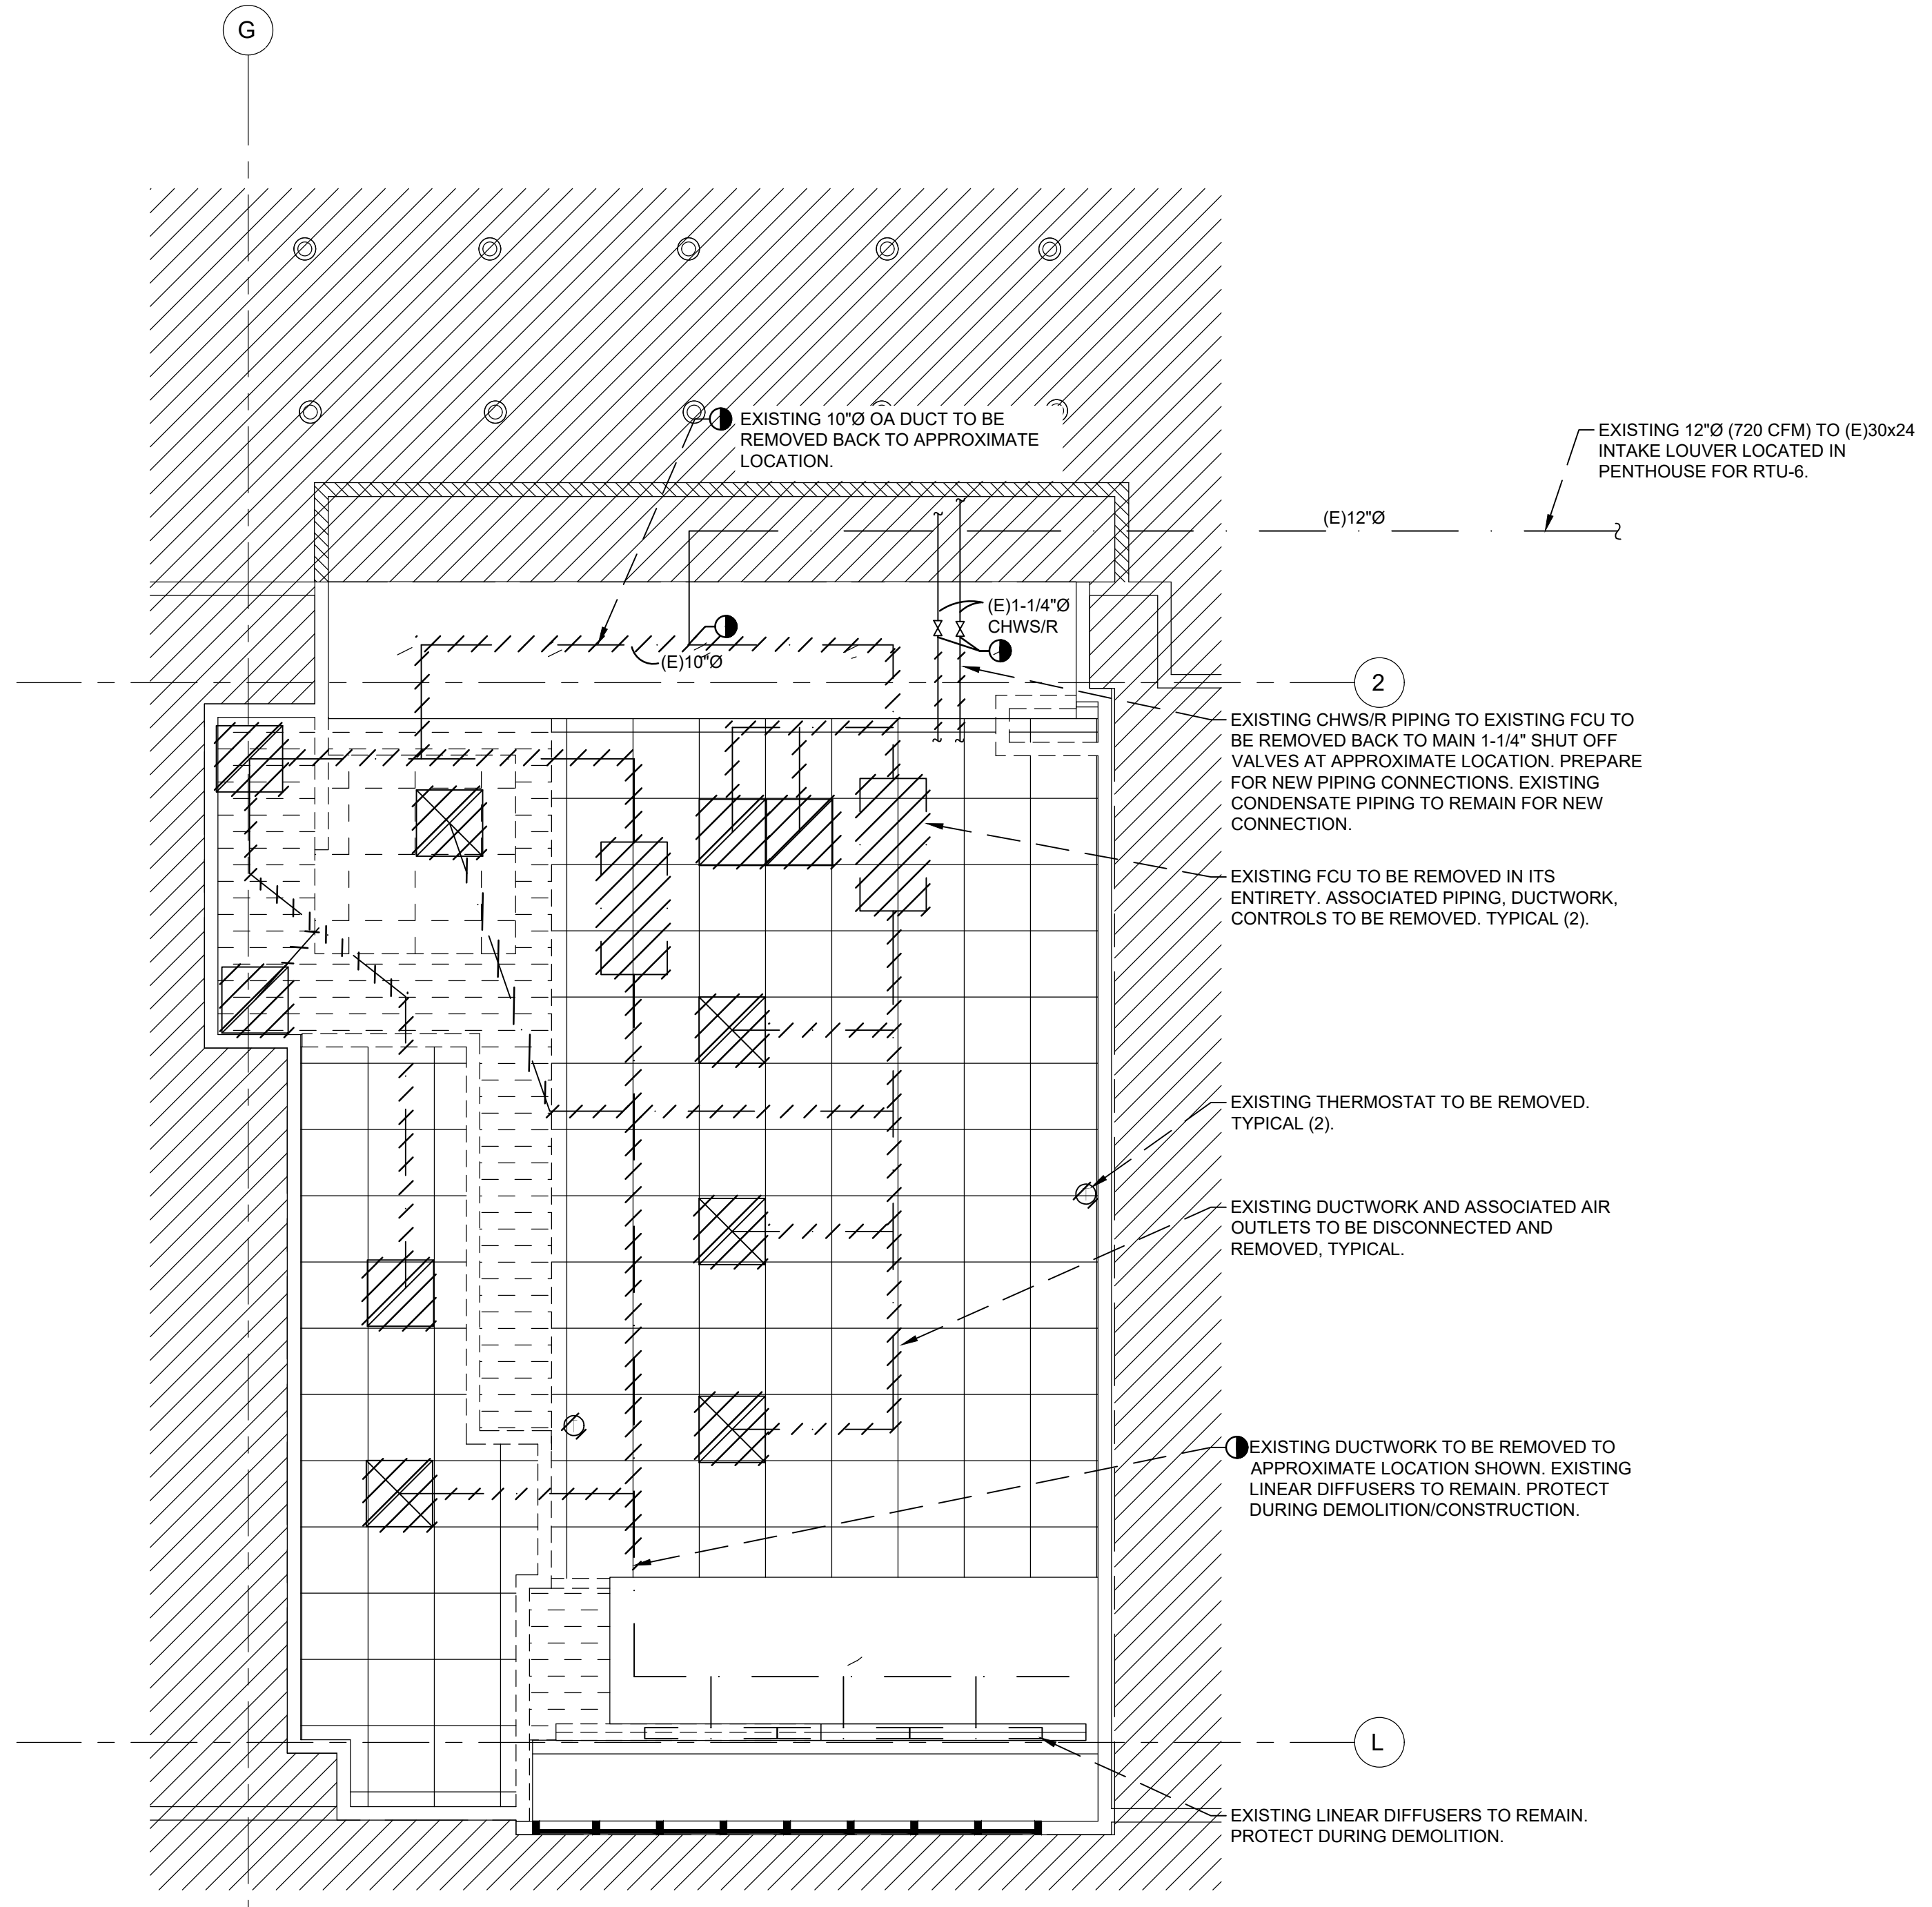 G
EXISTING 10"Ø OA DUCT TO BE
REMOVED BACK TO APPROXIMATE
LOCATION.
EXISTING 12"Ø (720 CFM) TO (E)30x24
INTAKE LOUVER LOCATED IN
PENTHOUSE FOR RTU-6.
(E)12"Ø
(E)1-1/4"Ø
CHWS/R
(E)10"Ø
2
EXISTING CHWS/R PIPING TO EXISTING FCU TO
BE REMOVED BACK TO MAIN 1-1/4" SHUT OFF
VALVES AT APPROXIMATE LOCATION. PREPARE
FOR NEW PIPING CONNECTIONS. EXISTING
CONDENSATE PIPING TO REMAIN FOR NEW
CONNECTION.
EXISTING FCU TO BE REMOVED IN ITS
ENTIRETY. ASSOCIATED PIPING, DUCTWORK,
CONTROLS TO BE REMOVED. TYPICAL (2).
EXISTING THERMOSTAT TO BE REMOVED.
TYPICAL (2).
EXISTING DUCTWORK AND ASSOCIATED AIR
OUTLETS TO BE DISCONNECTED AND
REMOVED, TYPICAL.
EXISTING DUCTWORK TO BE REMOVED TO
APPROXIMATE LOCATION SHOWN. EXISTING
LINEAR DIFFUSERS TO REMAIN. PROTECT
DURING DEMOLITION/CONSTRUCTION.
L
EXISTING LINEAR DIFFUSERS TO REMAIN.
PROTECT DURING DEMOLITION.